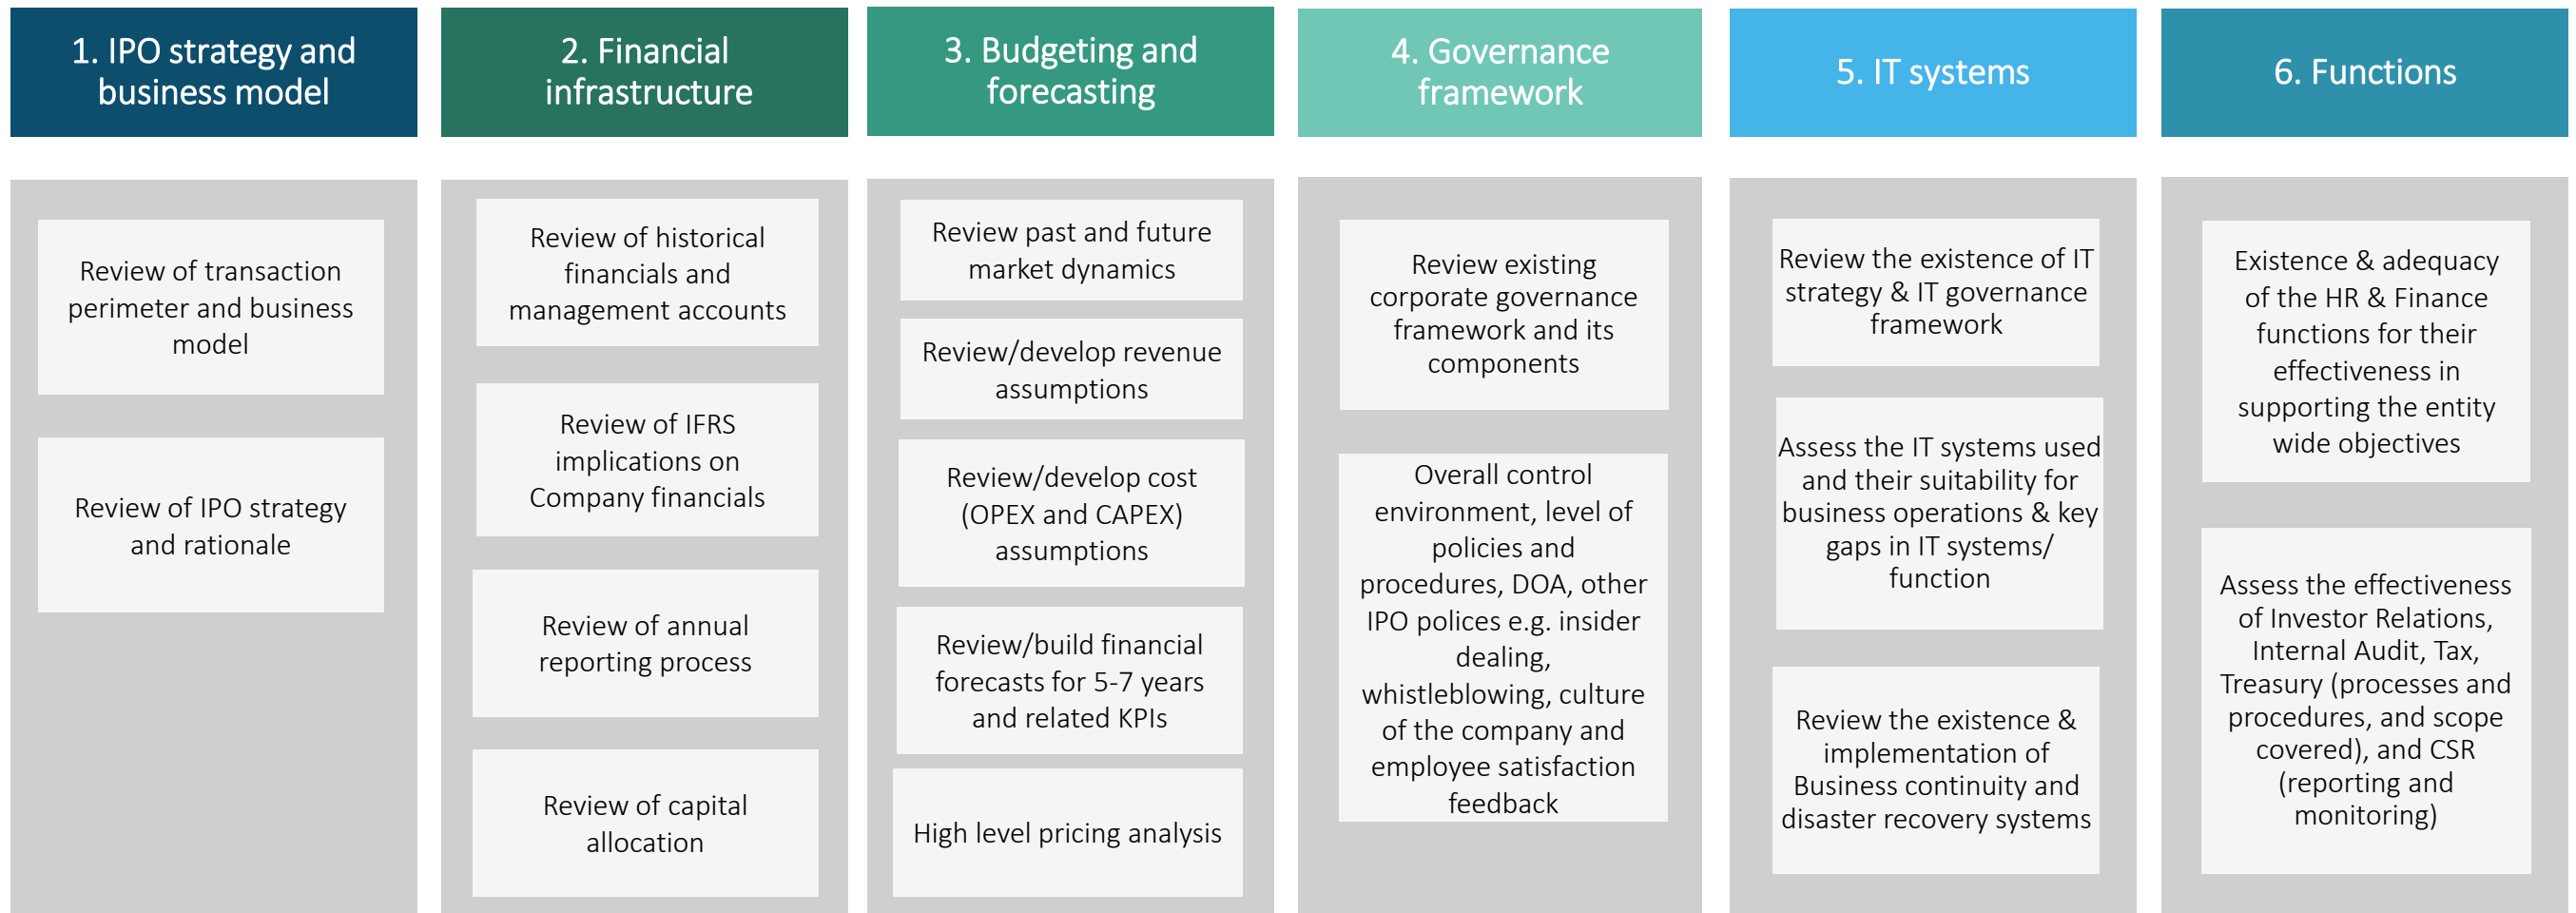 1. IPO strategy and
business model
2. Financial
infrastructure
3. Budgeting and
forecasting
4. Governance
framework
5. IT systems
6. Functions
Review of transaction
perimeter and business
model
Review of IPO strategy
and rationale
Review of historical
financials and
management accounts
Review of IFRS
implications on
Company financials
Review of annual
reporting process
Review of capital
allocation
Review past and future
market dynamics
Review/develop revenue
assumptions
Review/develop cost
(OPEX and CAPEX)
assumptions
Review/build financial
forecasts for 5-7 years
and related KPIs
High level pricing analysis
Review existing
corporate governance
framework and its
components
Overall control
environment, level of
policies and
procedures, DOA, other
IPO polices e.g. insider
dealing,
whistleblowing, culture
of the company and
employee satisfaction
feedback
Review the existence of IT
strategy & IT governance
framework
Assess the IT systems used
and their suitability for
business operations & key
gaps in IT systems/
function
Review the existence &
implementation of
Business continuity and
disaster recovery systems
Existence & adequacy
of the HR & Finance
functions for their
effectiveness in
supporting the entity
wide objectives
Assess the effectiveness
of Investor Relations,
Internal Audit, Tax,
Treasury (processes and
procedures, and scope
covered), and CSR
(reporting and
monitoring)